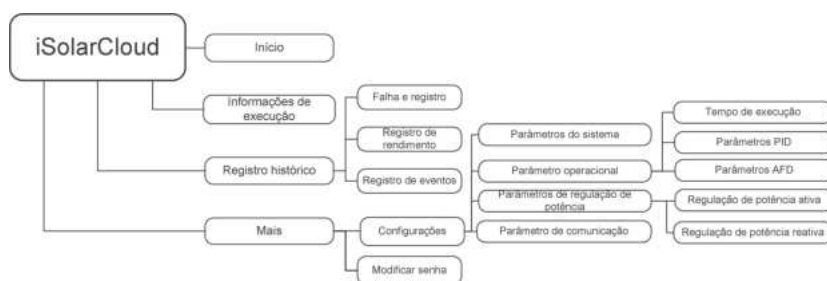 iSolarCloud
Início
Informações de
execução
Registro histórico
Falha e registro
Registro de
rendimento
Registro de eventos
Mais
Configurações
Modificar senha
Parâmetros do sistema
Parâmetro operacional
Parâmetros de regulação de
potência
Parâmetro de comunicação
Tempo de execução
Parâmetros PID
Parâmetros AFD
Regulação de potência ativa
Regulação de potência reativa